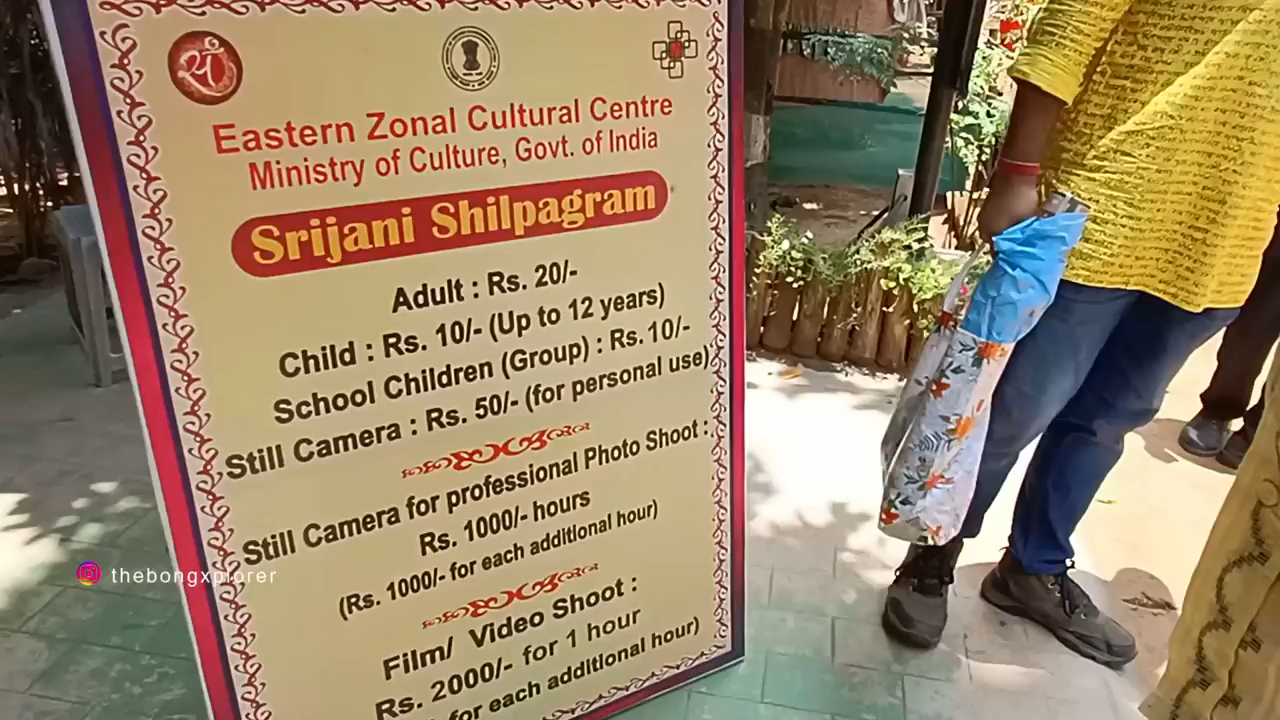 Eastern Zonal Cultural Centre
Ministry of Culture, Govt. of India
Srijani Shilpagram
Adult : Rs. 20/-
Child : Rs. 10/- (Up to 12 years)
School Children (Group) : Rs. 10/-
Still Camera : Rs. 50/- (for personal use)
Still Camera for professional Photo Shoot :
Rs. 1000/- hours
(Rs. 1000/- for each additional hour)
Film/ Video Shoot :
Rs. 2000/- for 1 hour
for each additional hour)
thebongxplorer